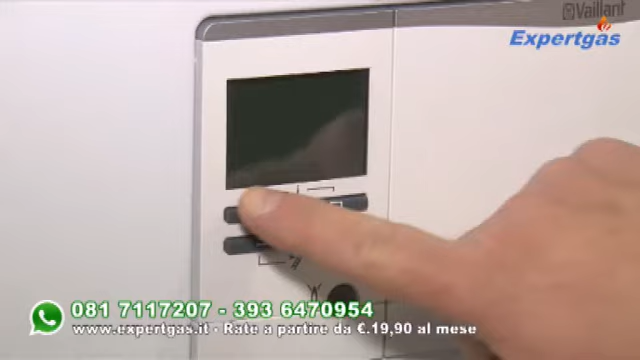 Vaillant
Expertgas
081 7117207 - 393 6470954
www.expertgas.it - Rate a partire da €.19,90 al mese